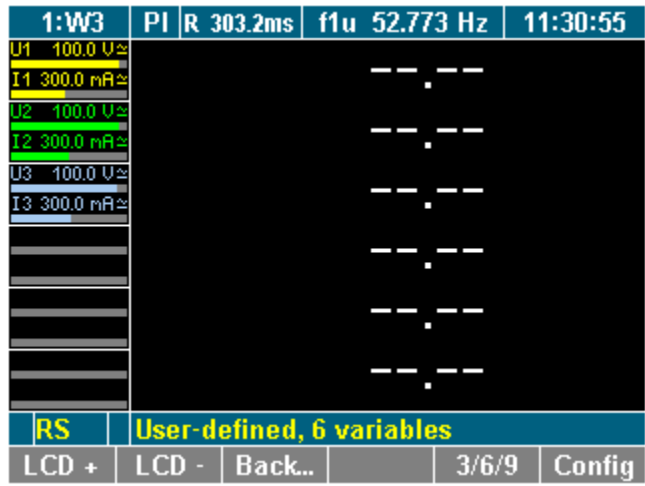 1:W3 PI R 303.2ms f1u 52.773 Hz 11:30:55
U1 100.0 V≃
I1 300.0 mA≃
U2 100.0 V≃
I2 300.0 mA≃
U3 100.0 V≃
I3 300.0 mA≃
--.--
--.--
--.--
--.--
--.--
--.--
RS User-defined, 6 variables
LCD + LCD - Back... 3/6/9 Config